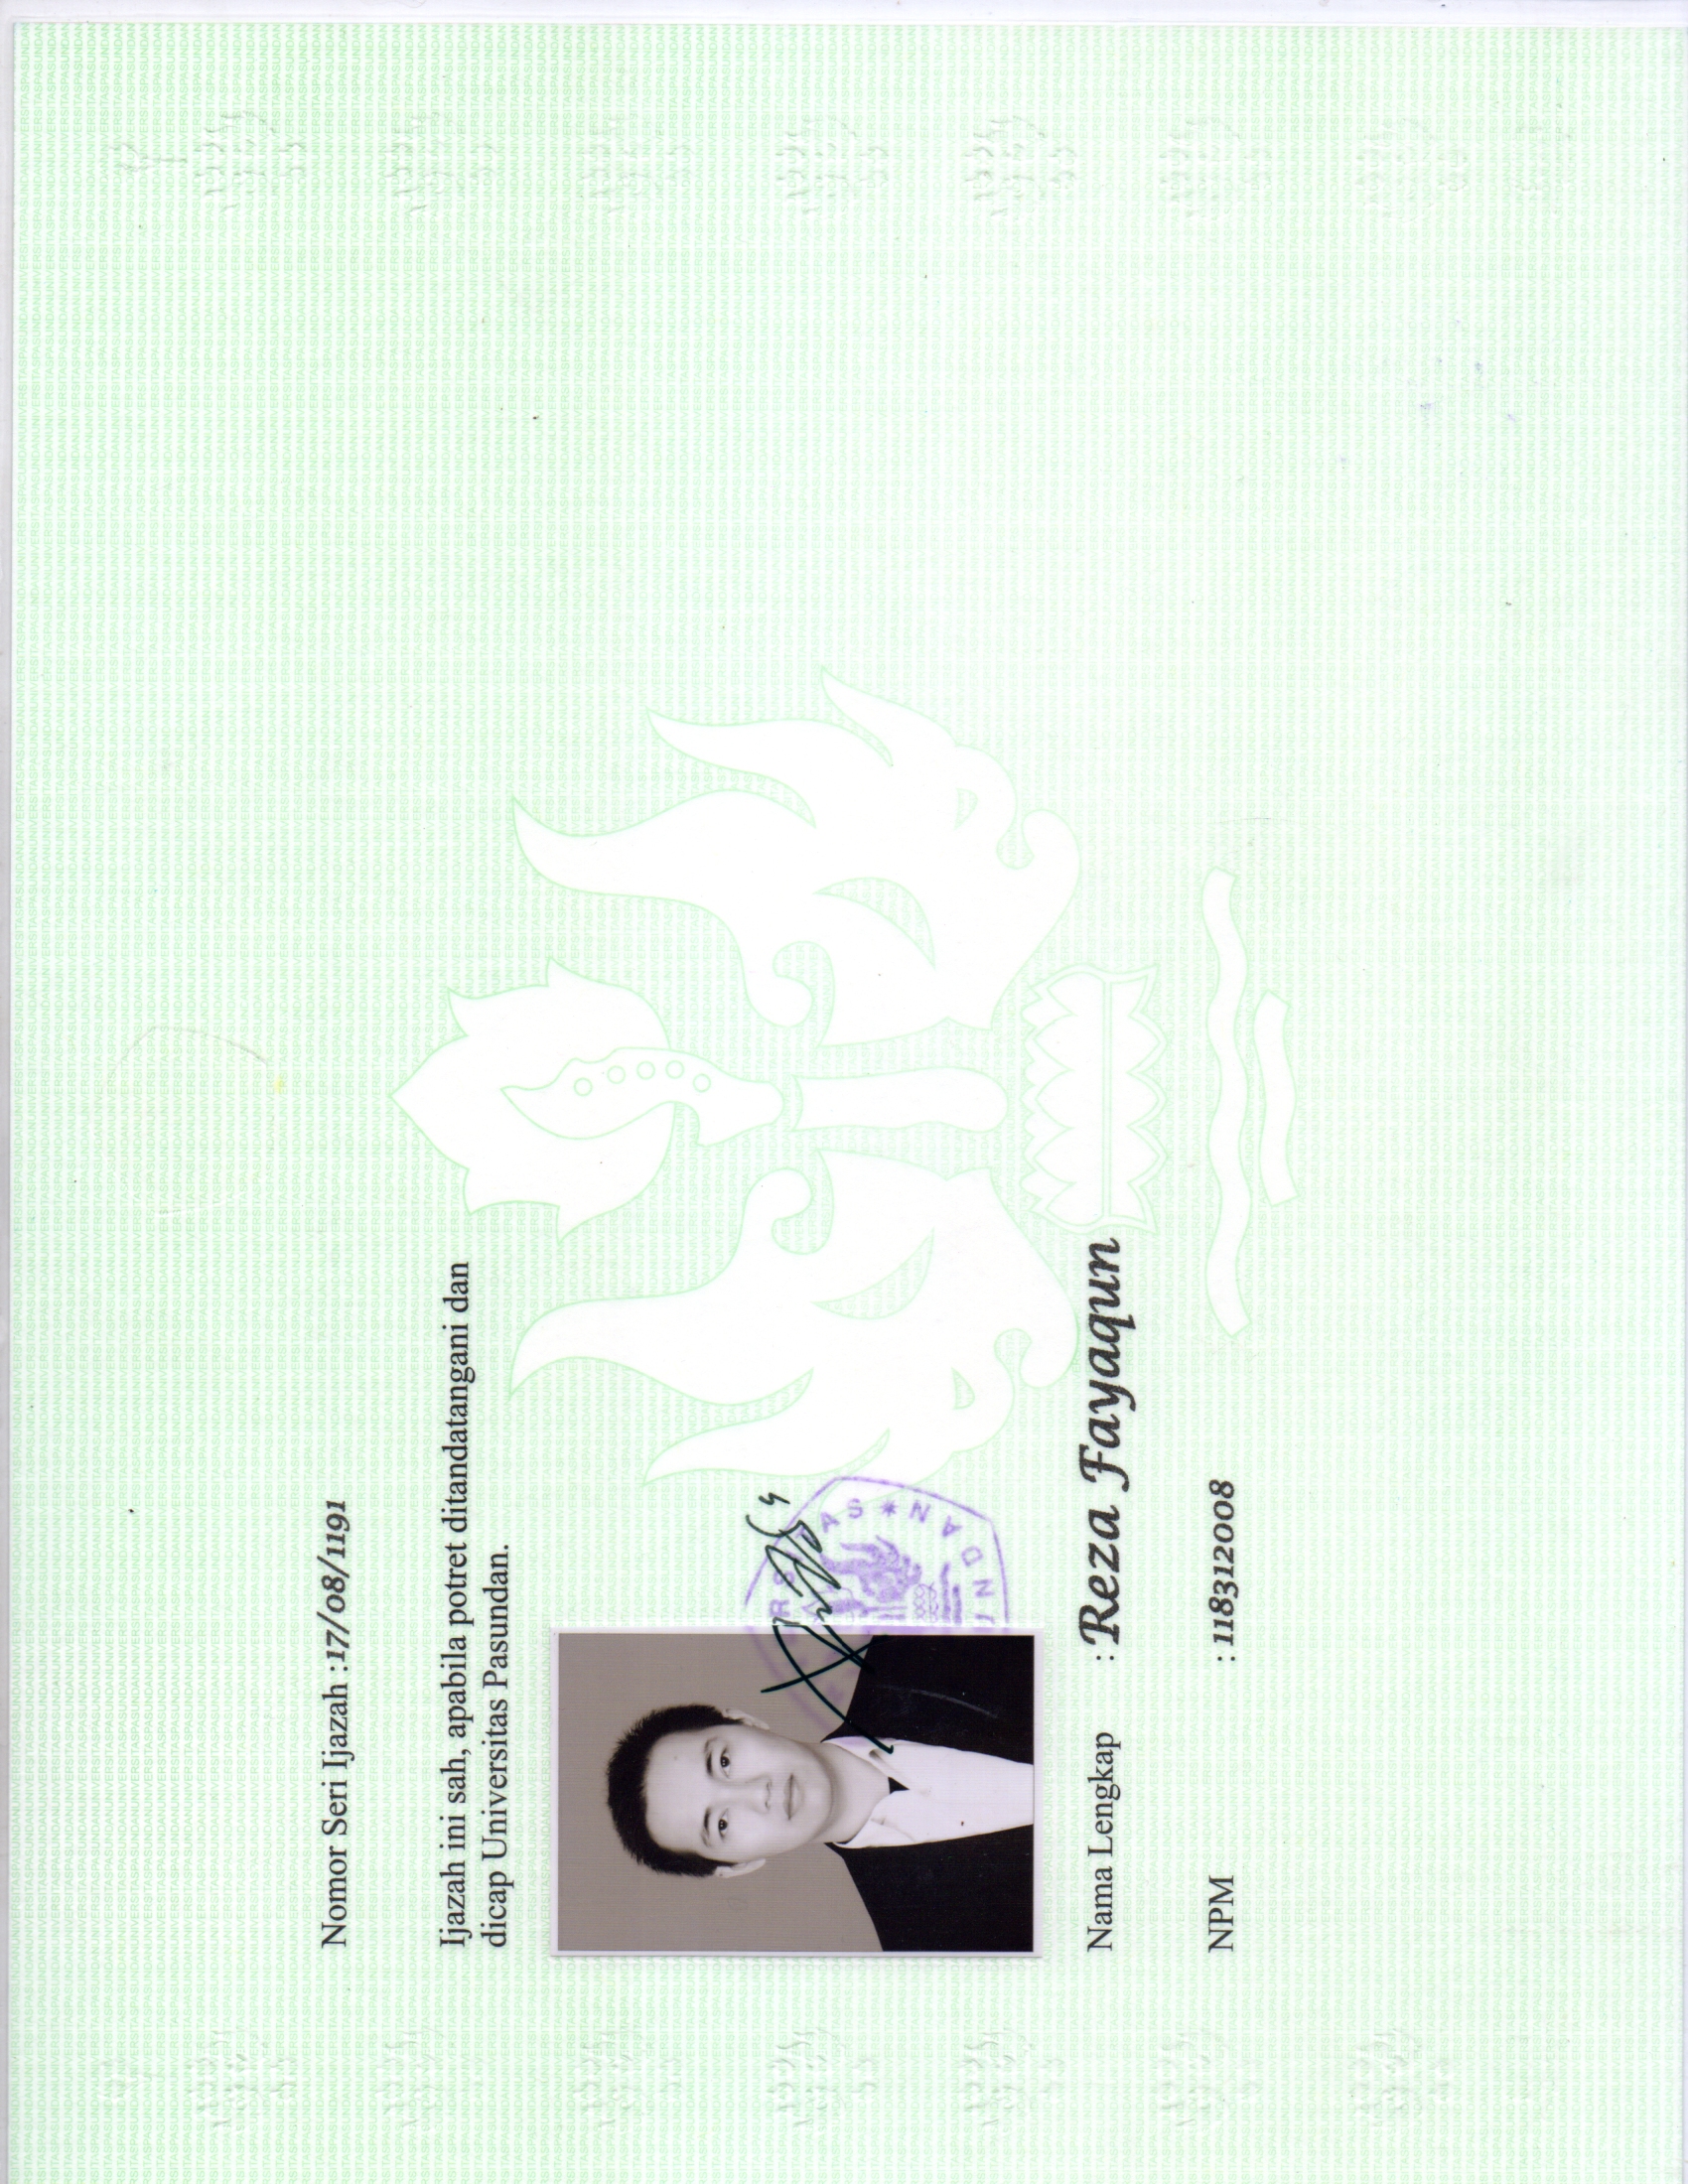 Nomor Seri Ijazah :17/08/1191
Ijazah ini sah, apabila potret ditandatangani dan
dicap Universitas Pasundan.
Nama Lengkap : Reza Fayaqun
NPM : 118312008